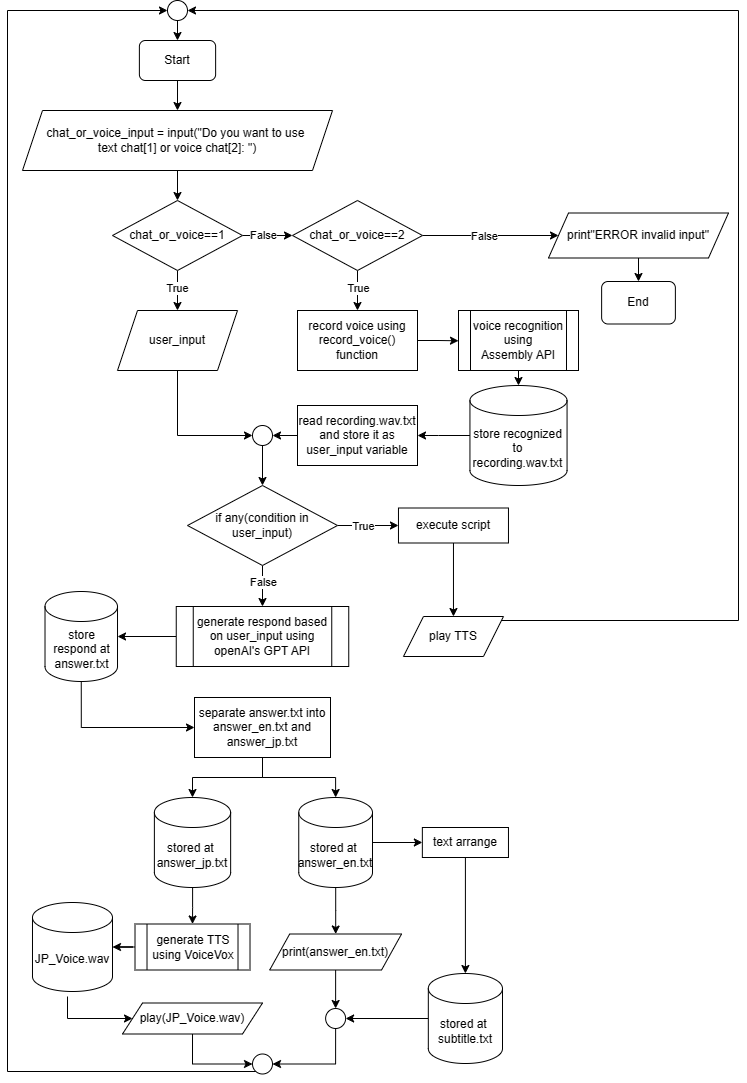 Start
chat_or_voice_input = input("Do you want to use
text chat[1] or voice chat[2]: ")
chat_or_voice==1
False
chat_or_voice==2
False
print"ERROR invalid input"
True
True
End
user_input
record voice using
record_voice()
function
voice recognition
using
Assembly API
read recording.wav.txt
and store it as
user_input variable
store recognized
to
recording.wav.txt
if any(condition in
user_input)
True
execute script
False
store
respond at
answer.txt
generate respond based
on user_input using
openAI's GPT API
play TTS
separate answer.txt into
answer_en.txt and
answer_jp.txt
stored at
answer_jp.txt
stored at
answer_en.txt
text arrange
JP_Voice.wav
generate TTS
using VoiceVox
print(answer_en.txt)
play(JP_Voice.wav)
stored at
subtitle.txt